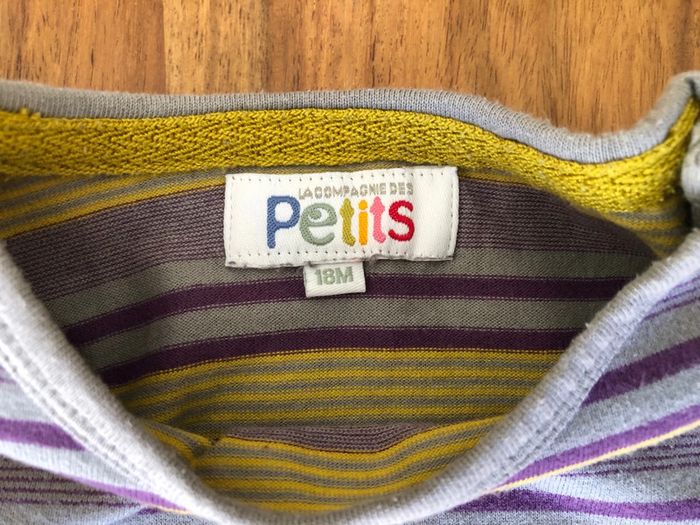 LA COMPAGNIE DES
Petits
18M